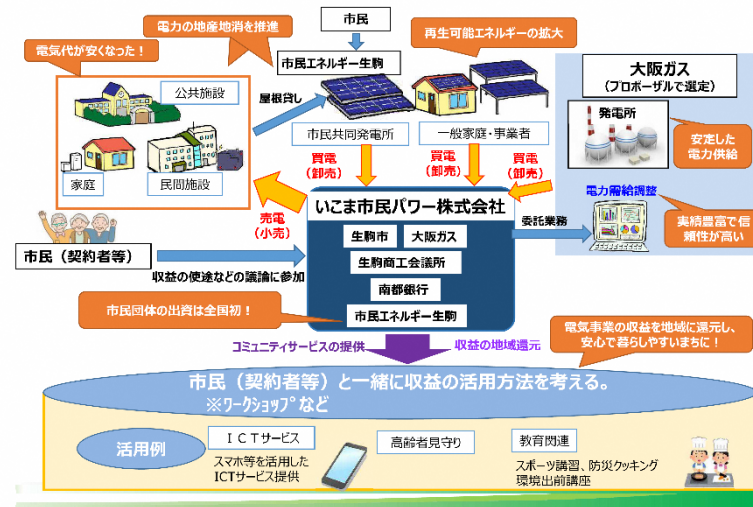 市民
電力の地産地消を推進
電気代が安くなった！
市民エネルギー生駒
再生可能エネルギーの拡大
大阪ガス
（プロポーザルで選定）
公共施設
屋根貸し
発電所
安定した
電力供給
市民共同発電所
一般家庭・事業者
家庭
民間施設
買電
（卸売）
買電
（卸売）
買電
（卸売）
電力需給調整
売電
（小売）
いこま市民パワー株式会社
生駒市
大阪ガス
委託業務
実績豊富で信
頼性が高い
市民（契約者等）
生駒商工会議所
収益の使途などの議論に参加
南都銀行
市民団体の出資は全国初！
市民エネルギー生駒
コミュニティサービスの提供
収益の地域還元
電気事業の収益を地域に還元し、
安心で暮らしやすいまちに！
市民（契約者等）と一緒に収益の活用方法を考える。
※ワークショップなど
活用例
ＩＣＴサービス
スマホ等を活用した
ICTサービス提供
高齢者見守り
教育関連
スポーツ講習、防災クッキング
環境出前講座